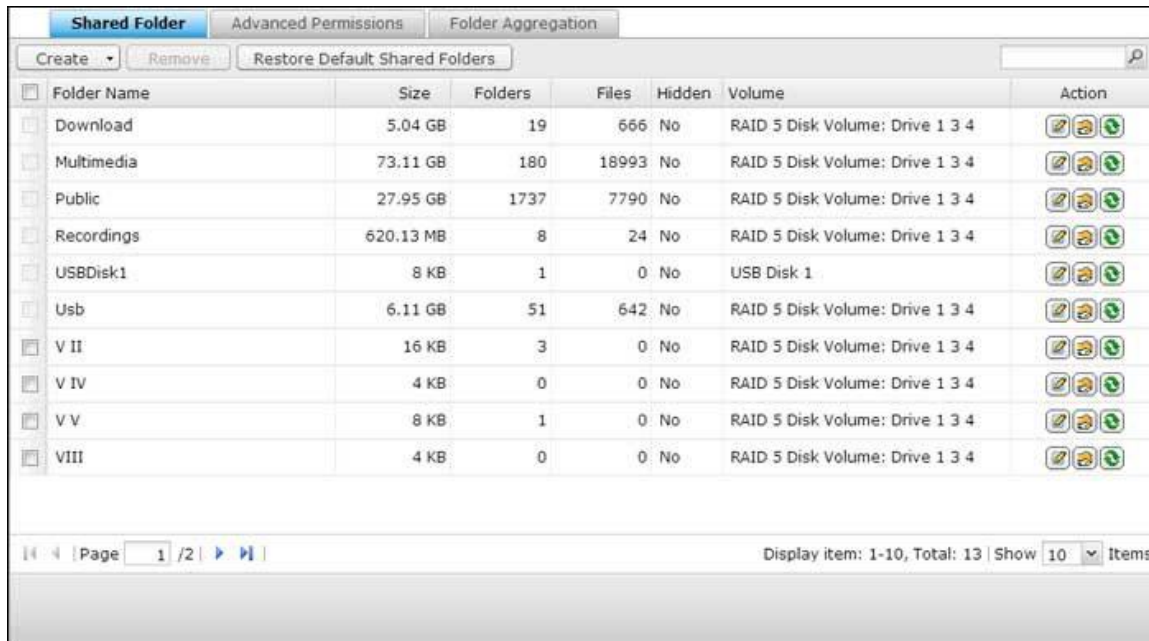 Shared Folder Advanced Permissions Folder Aggregation
Create Remove Restore Default Shared Folders
Folder Name Size Folders Files Hidden Volume Action
Download 5.04 GB 19 666 No RAID 5 Disk Volume: Drive 1 3 4
Multimedia 73.11 GB 180 18993 No RAID 5 Disk Volume: Drive 1 3 4
Public 27.95 GB 1737 7790 No RAID 5 Disk Volume: Drive 1 3 4
Recordings 620.13 MB 8 24 No RAID 5 Disk Volume: Drive 1 3 4
USBDisk1 8 KB 1 0 No USB Disk 1
Usb 6.11 GB 51 642 No RAID 5 Disk Volume: Drive 1 3 4
V II 16 KB 3 0 No RAID 5 Disk Volume: Drive 1 3 4
V IV 4 KB 0 0 No RAID 5 Disk Volume: Drive 1 3 4
V V 8 KB 1 0 No RAID 5 Disk Volume: Drive 1 3 4
VIII 4 KB 0 0 No RAID 5 Disk Volume: Drive 1 3 4
Page 1 /2 Display item: 1-10, Total: 13 Show 10 Items